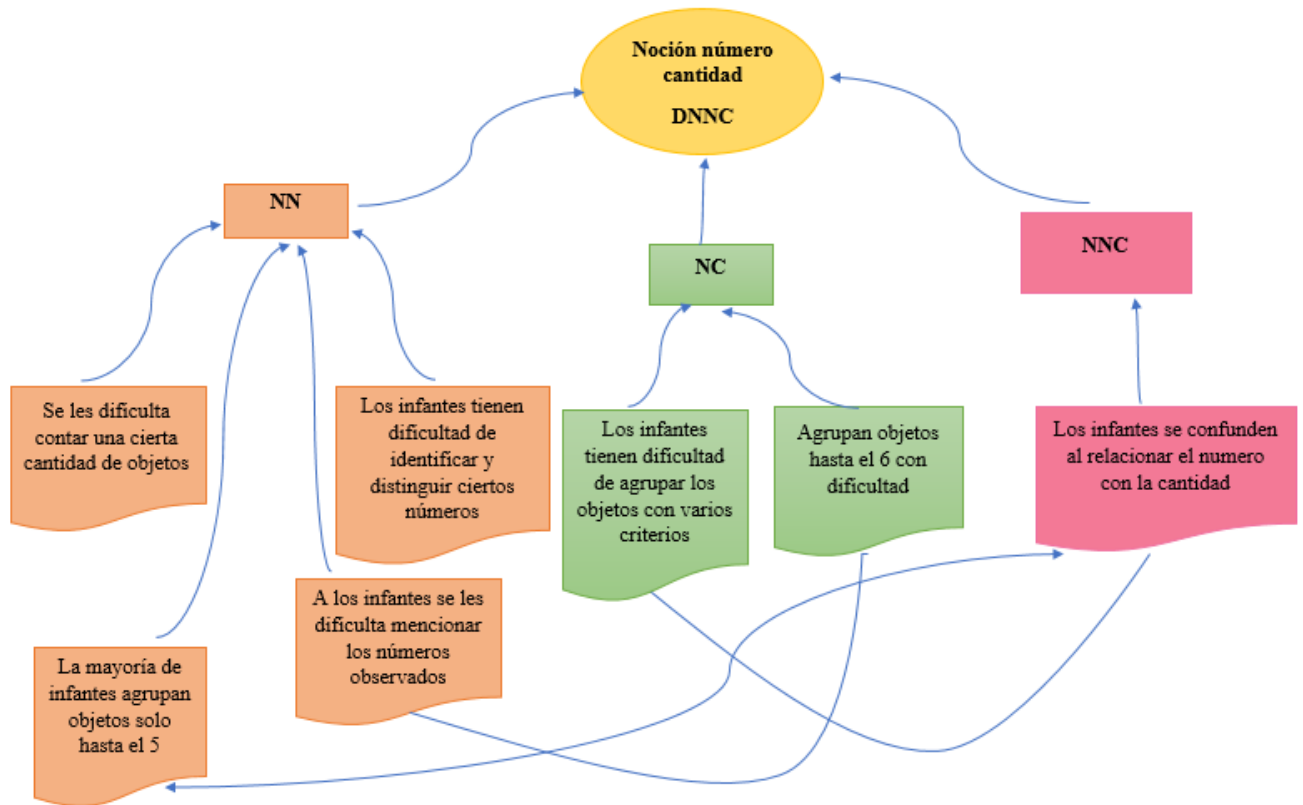 Noción número
cantidad
DNNC
NN
NC
NNC
Se les dificulta
contar una cierta
cantidad de objetos
Los infantes tienen
dificultad de
identificar y
distinguir ciertos
números
Los infantes
tienen dificultad
de agrupar los
objetos con varios
criterios
Agrupan objetos
hasta el 6 con
dificultad
Los infantes se confunden
al relacionar el numero
con la cantidad
A los infantes se les
dificulta mencionar
los números
observados
La mayoría de
infantes agrupan
objetos solo
hasta el 5